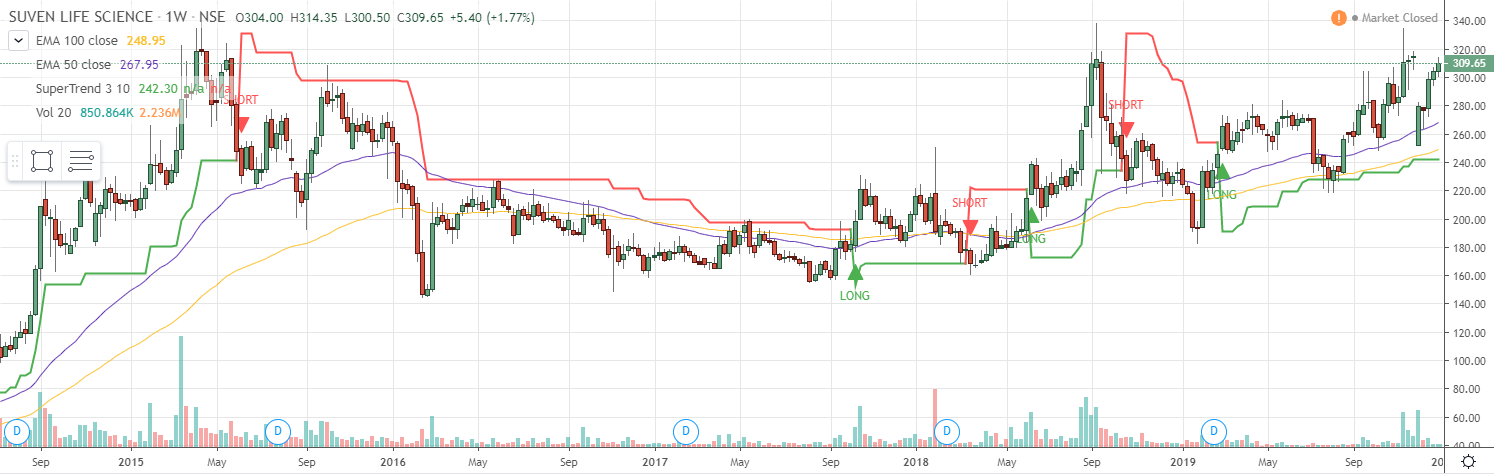 SUVEN LIFE SCIENCE · 1W · NSE O304.00 H314.35 L300.50 C309.65 +5.40 (+1.77%)
! Market Closed
EMA 100 close 248.95
EMA 50 close 267.95
SuperTrend 3 10 242.30 n/a n/a
Vol 20 850.864K 2.236M
340.00
320.00
309.65
300.00
280.00
260.00
240.00
220.00
200.00
180.00
160.00
140.00
120.00
100.00
80.00
60.00
40.00
SHORT
LONG
SHORT
LONG
SHORT
LONG
D D D D D
Sep 2015 May Sep 2016 May Sep 2017 May Sep 2018 May Sep 2019 May Sep 20